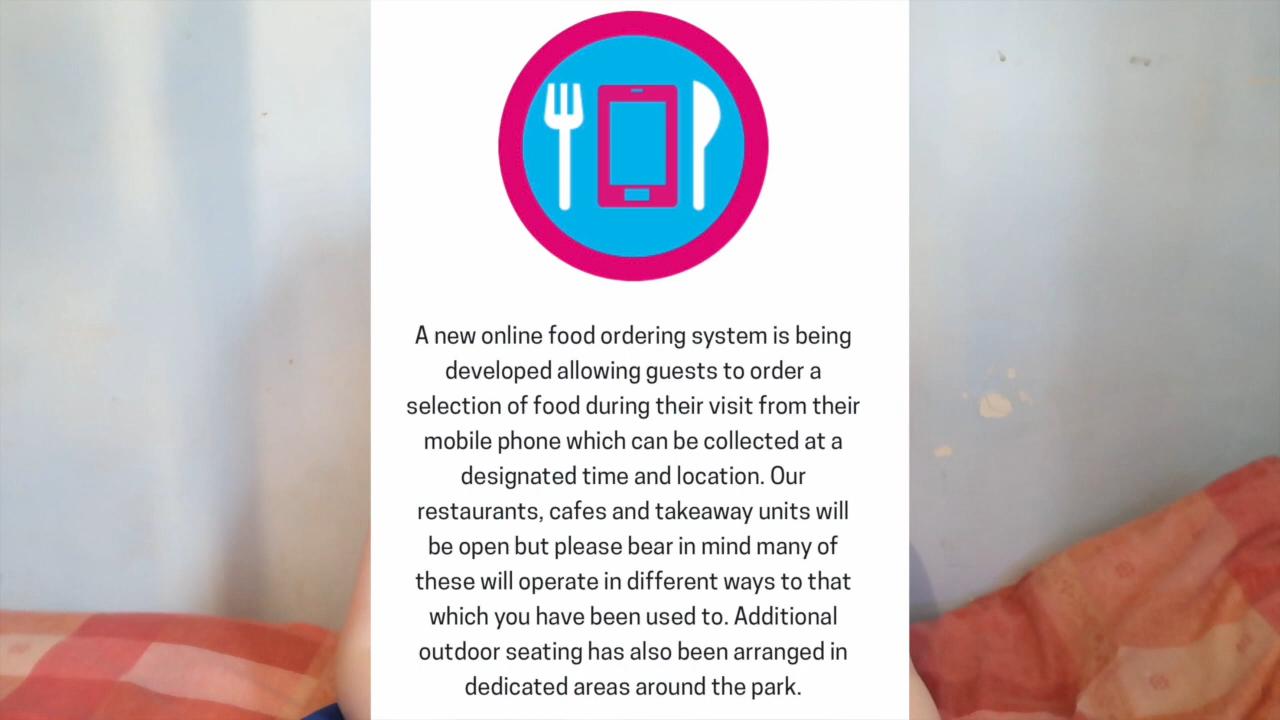 A new online food ordering system is being
developed allowing guests to order a
selection of food during their visit from their
mobile phone which can be collected at a
designated time and location. Our
restaurants, cafes and takeaway units will
be open but please bear in mind many of
these will operate in different ways to that
which you have been used to. Additional
outdoor seating has also been arranged in
dedicated areas around the park.